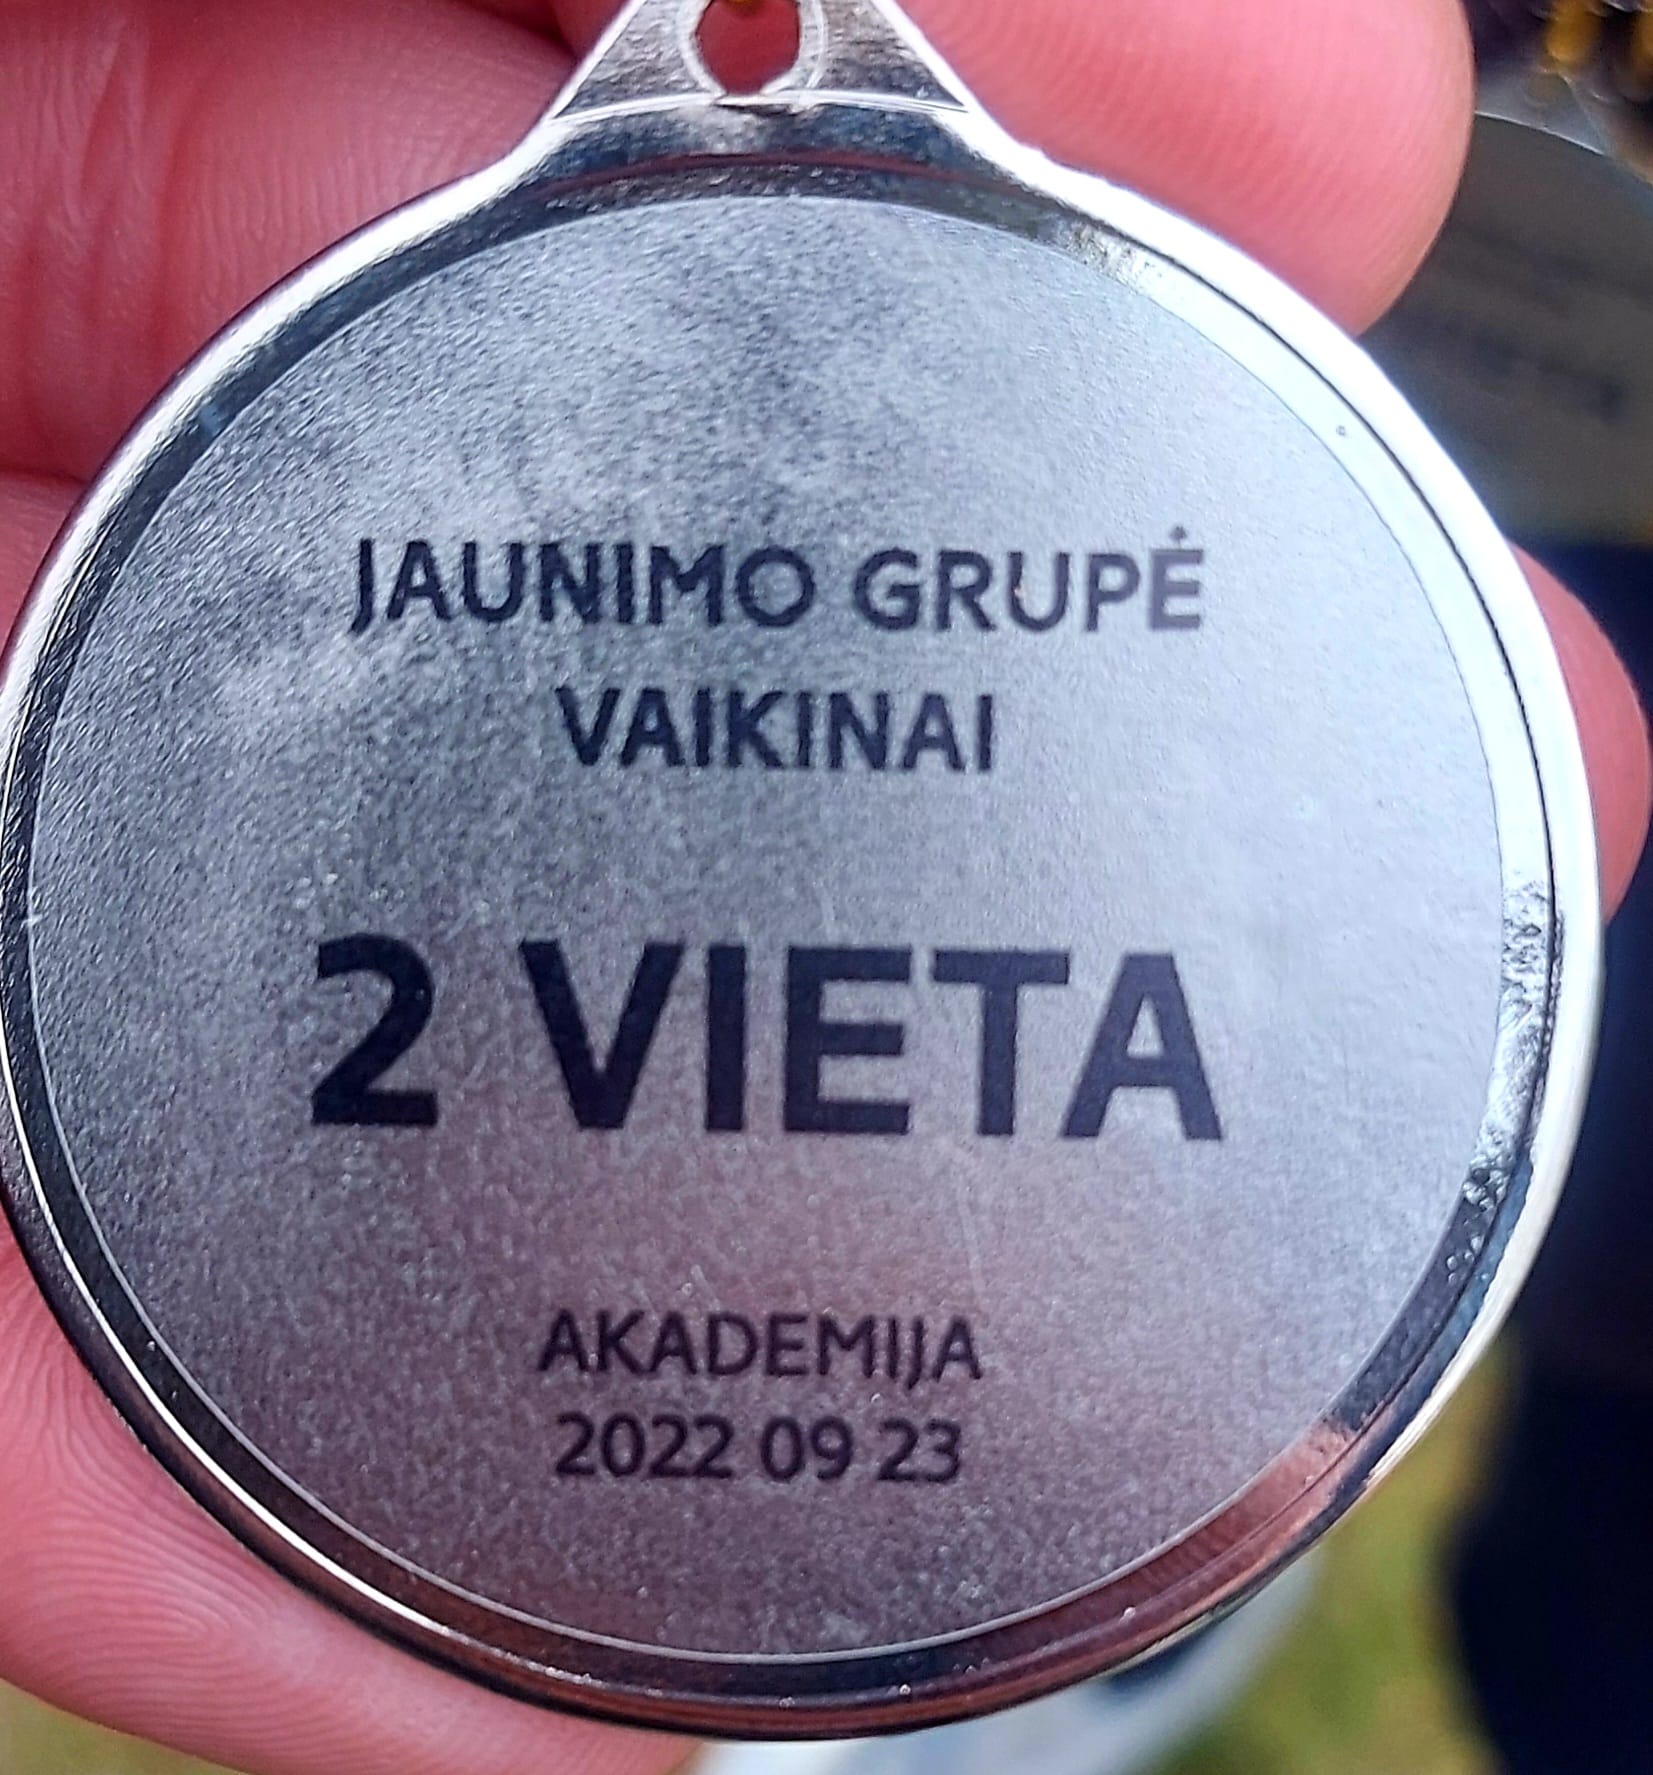 JAUNIMO GRUPĖ
VAIKINAI
2 VIETA
AKADEMIJA
2022 09 23